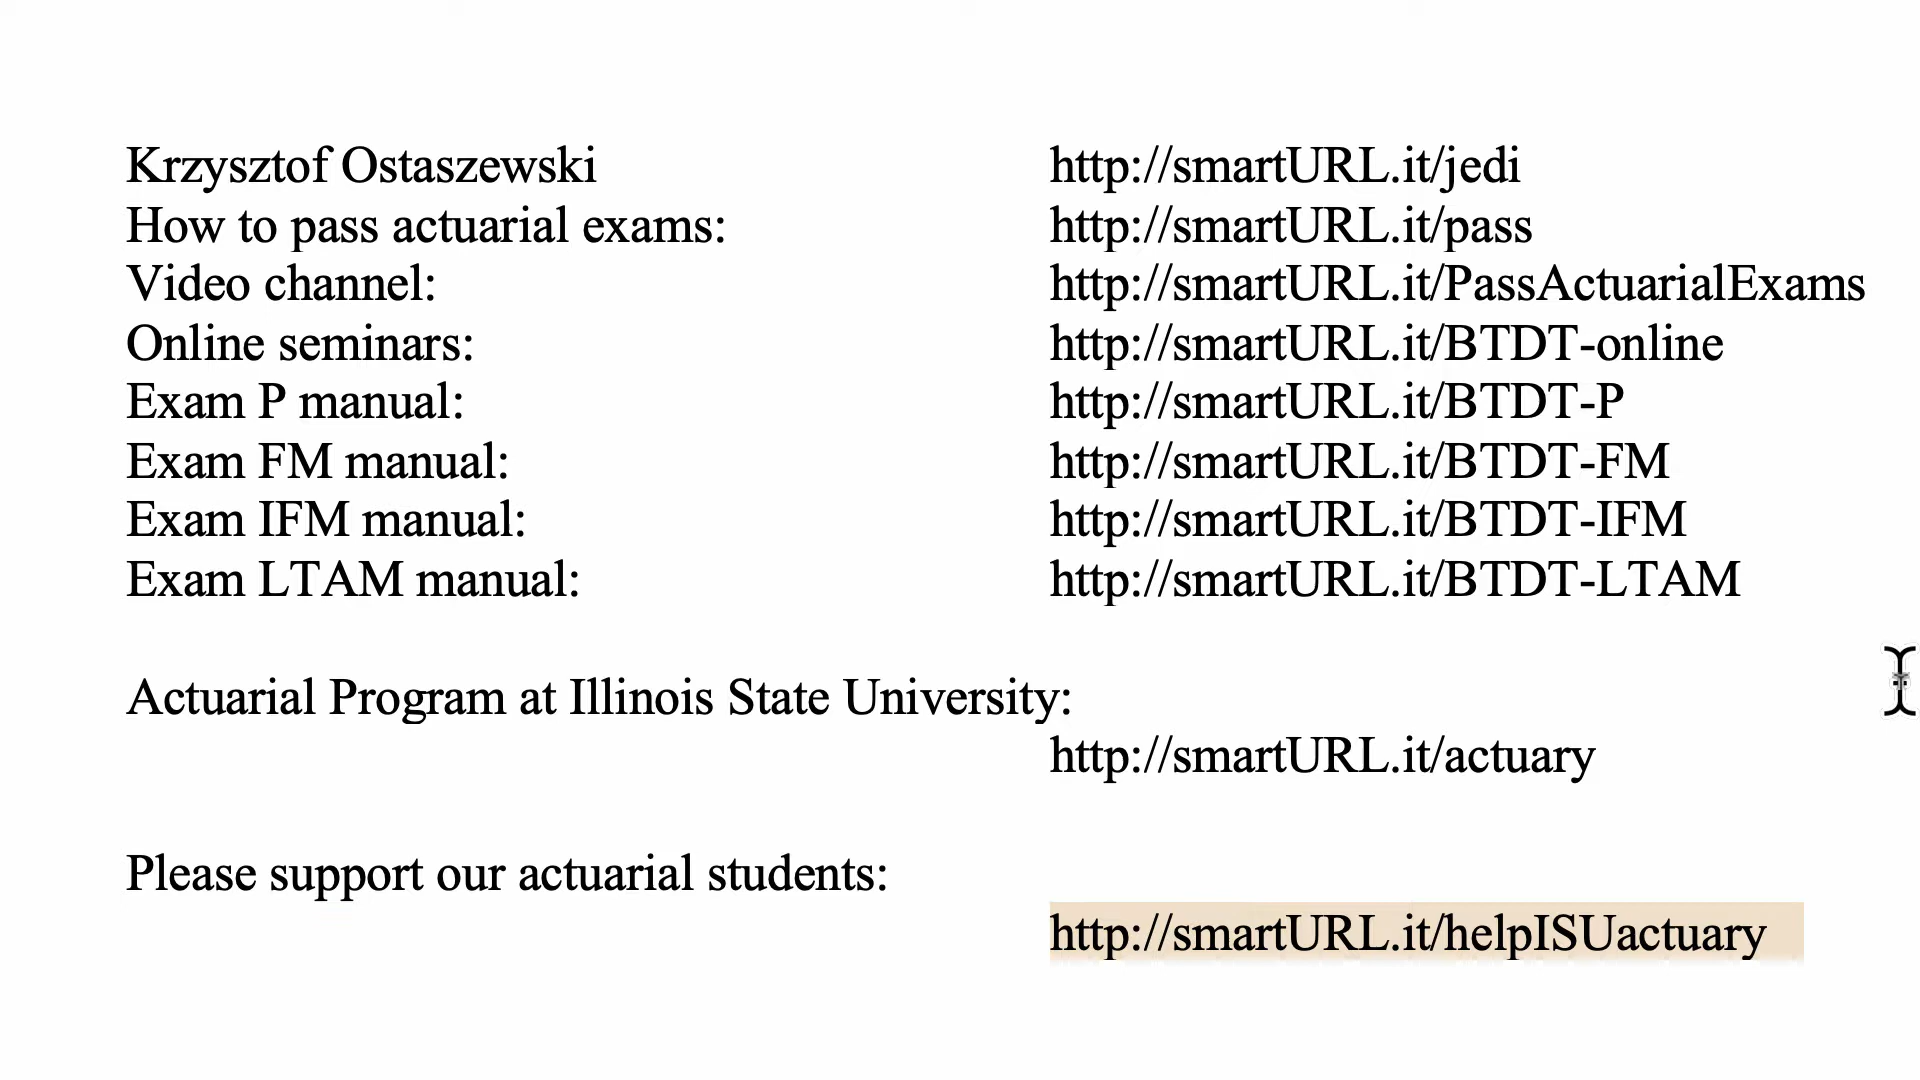 Krzysztof Ostaszewski http://smartURL.it/jedi
How to pass actuarial exams: http://smartURL.it/pass
Video channel: http://smartURL.it/PassActuarialExams
Online seminars: http://smartURL.it/BTDT-online
Exam P manual: http://smartURL.it/BTDT-P
Exam FM manual: http://smartURL.it/BTDT-FM
Exam IFM manual: http://smartURL.it/BTDT-IFM
Exam LTAM manual: http://smartURL.it/BTDT-LTAM
Actuarial Program at Illinois State University:
http://smartURL.it/actuary
Please support our actuarial students:
http://smartURL.it/helpISUactuary